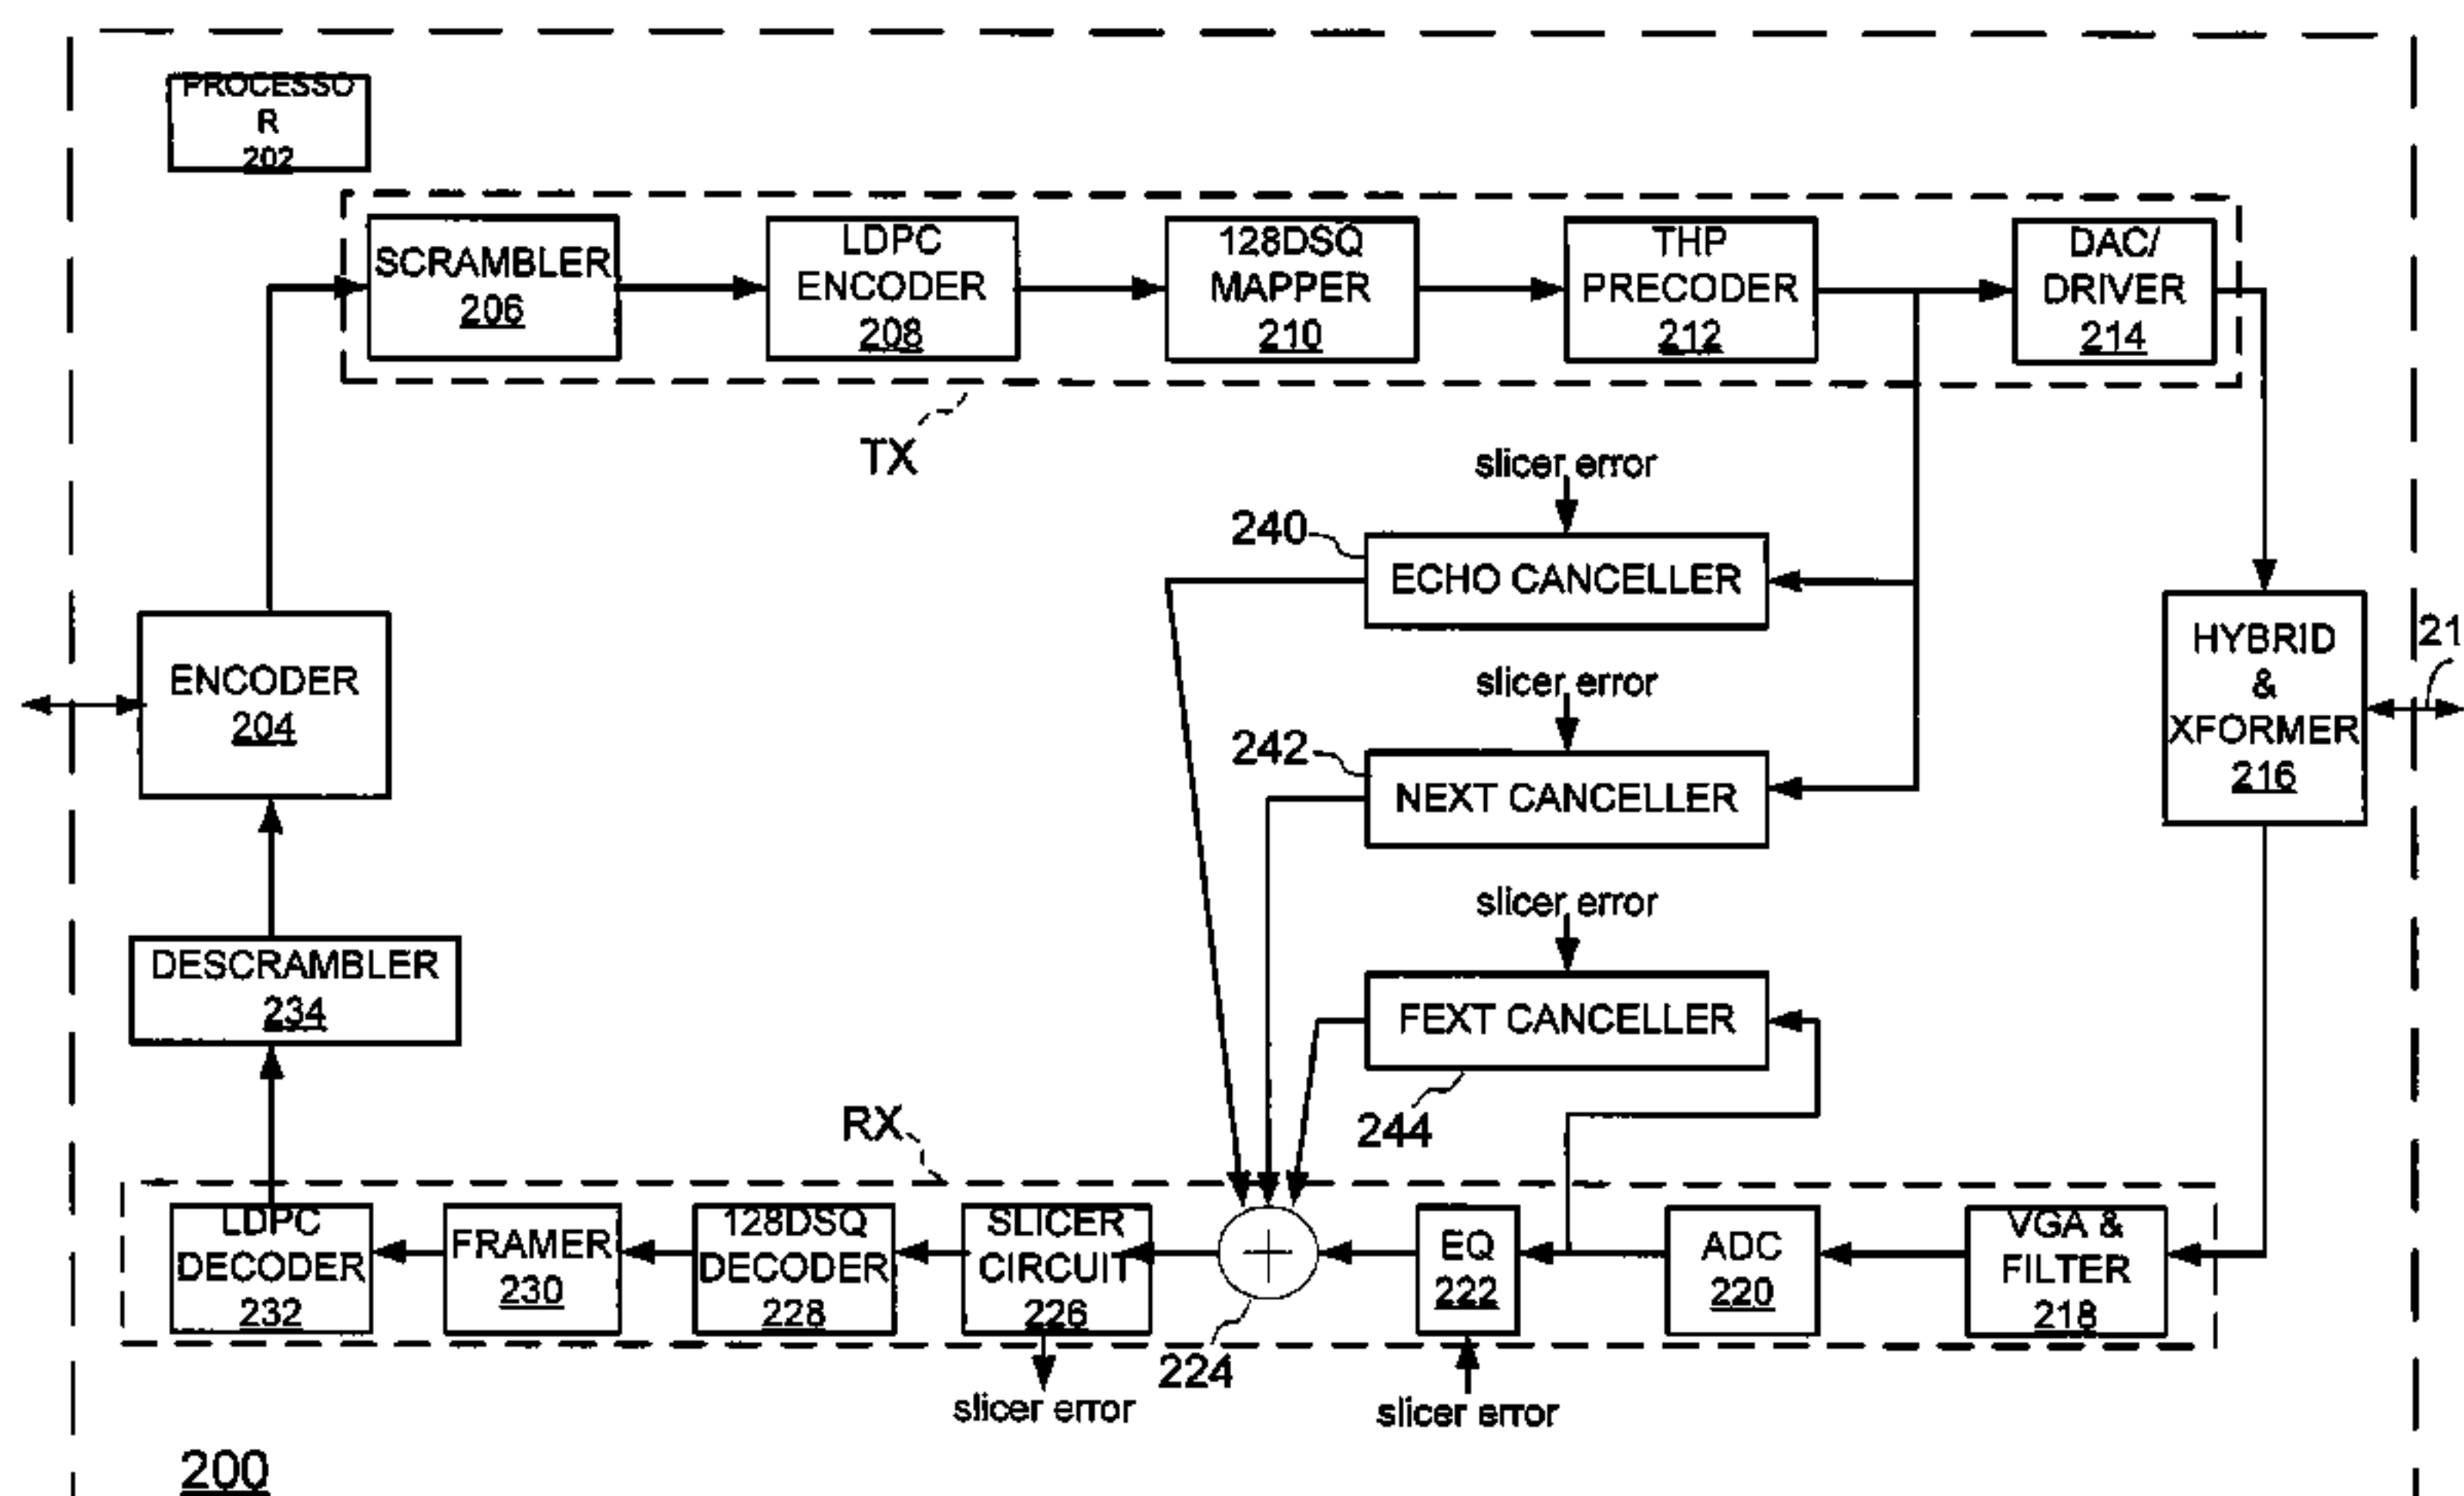 PROCESSO
R
202
SCRAMBLER
206
LDPC
ENCODER
208
128DSQ
MAPPER
210
THP
PRECODER
212
DAC/
DRIVER
214
TX
slicer error
240
ECHO CANCELLER
HYBRID
&
XFORMER
216
21
ENCODER
204
slicer error
242
NEXT CANCELLER
slicer error
FEXT CANCELLER
244
DESCRAMBLER
234
RX
LDPC
DECODER
232
FRAMER
230
128DSQ
DECODER
228
SLICER
CIRCUIT
226
224
EQ
222
ADC
220
VGA &
FILTER
218
slicer error
slicer error
200